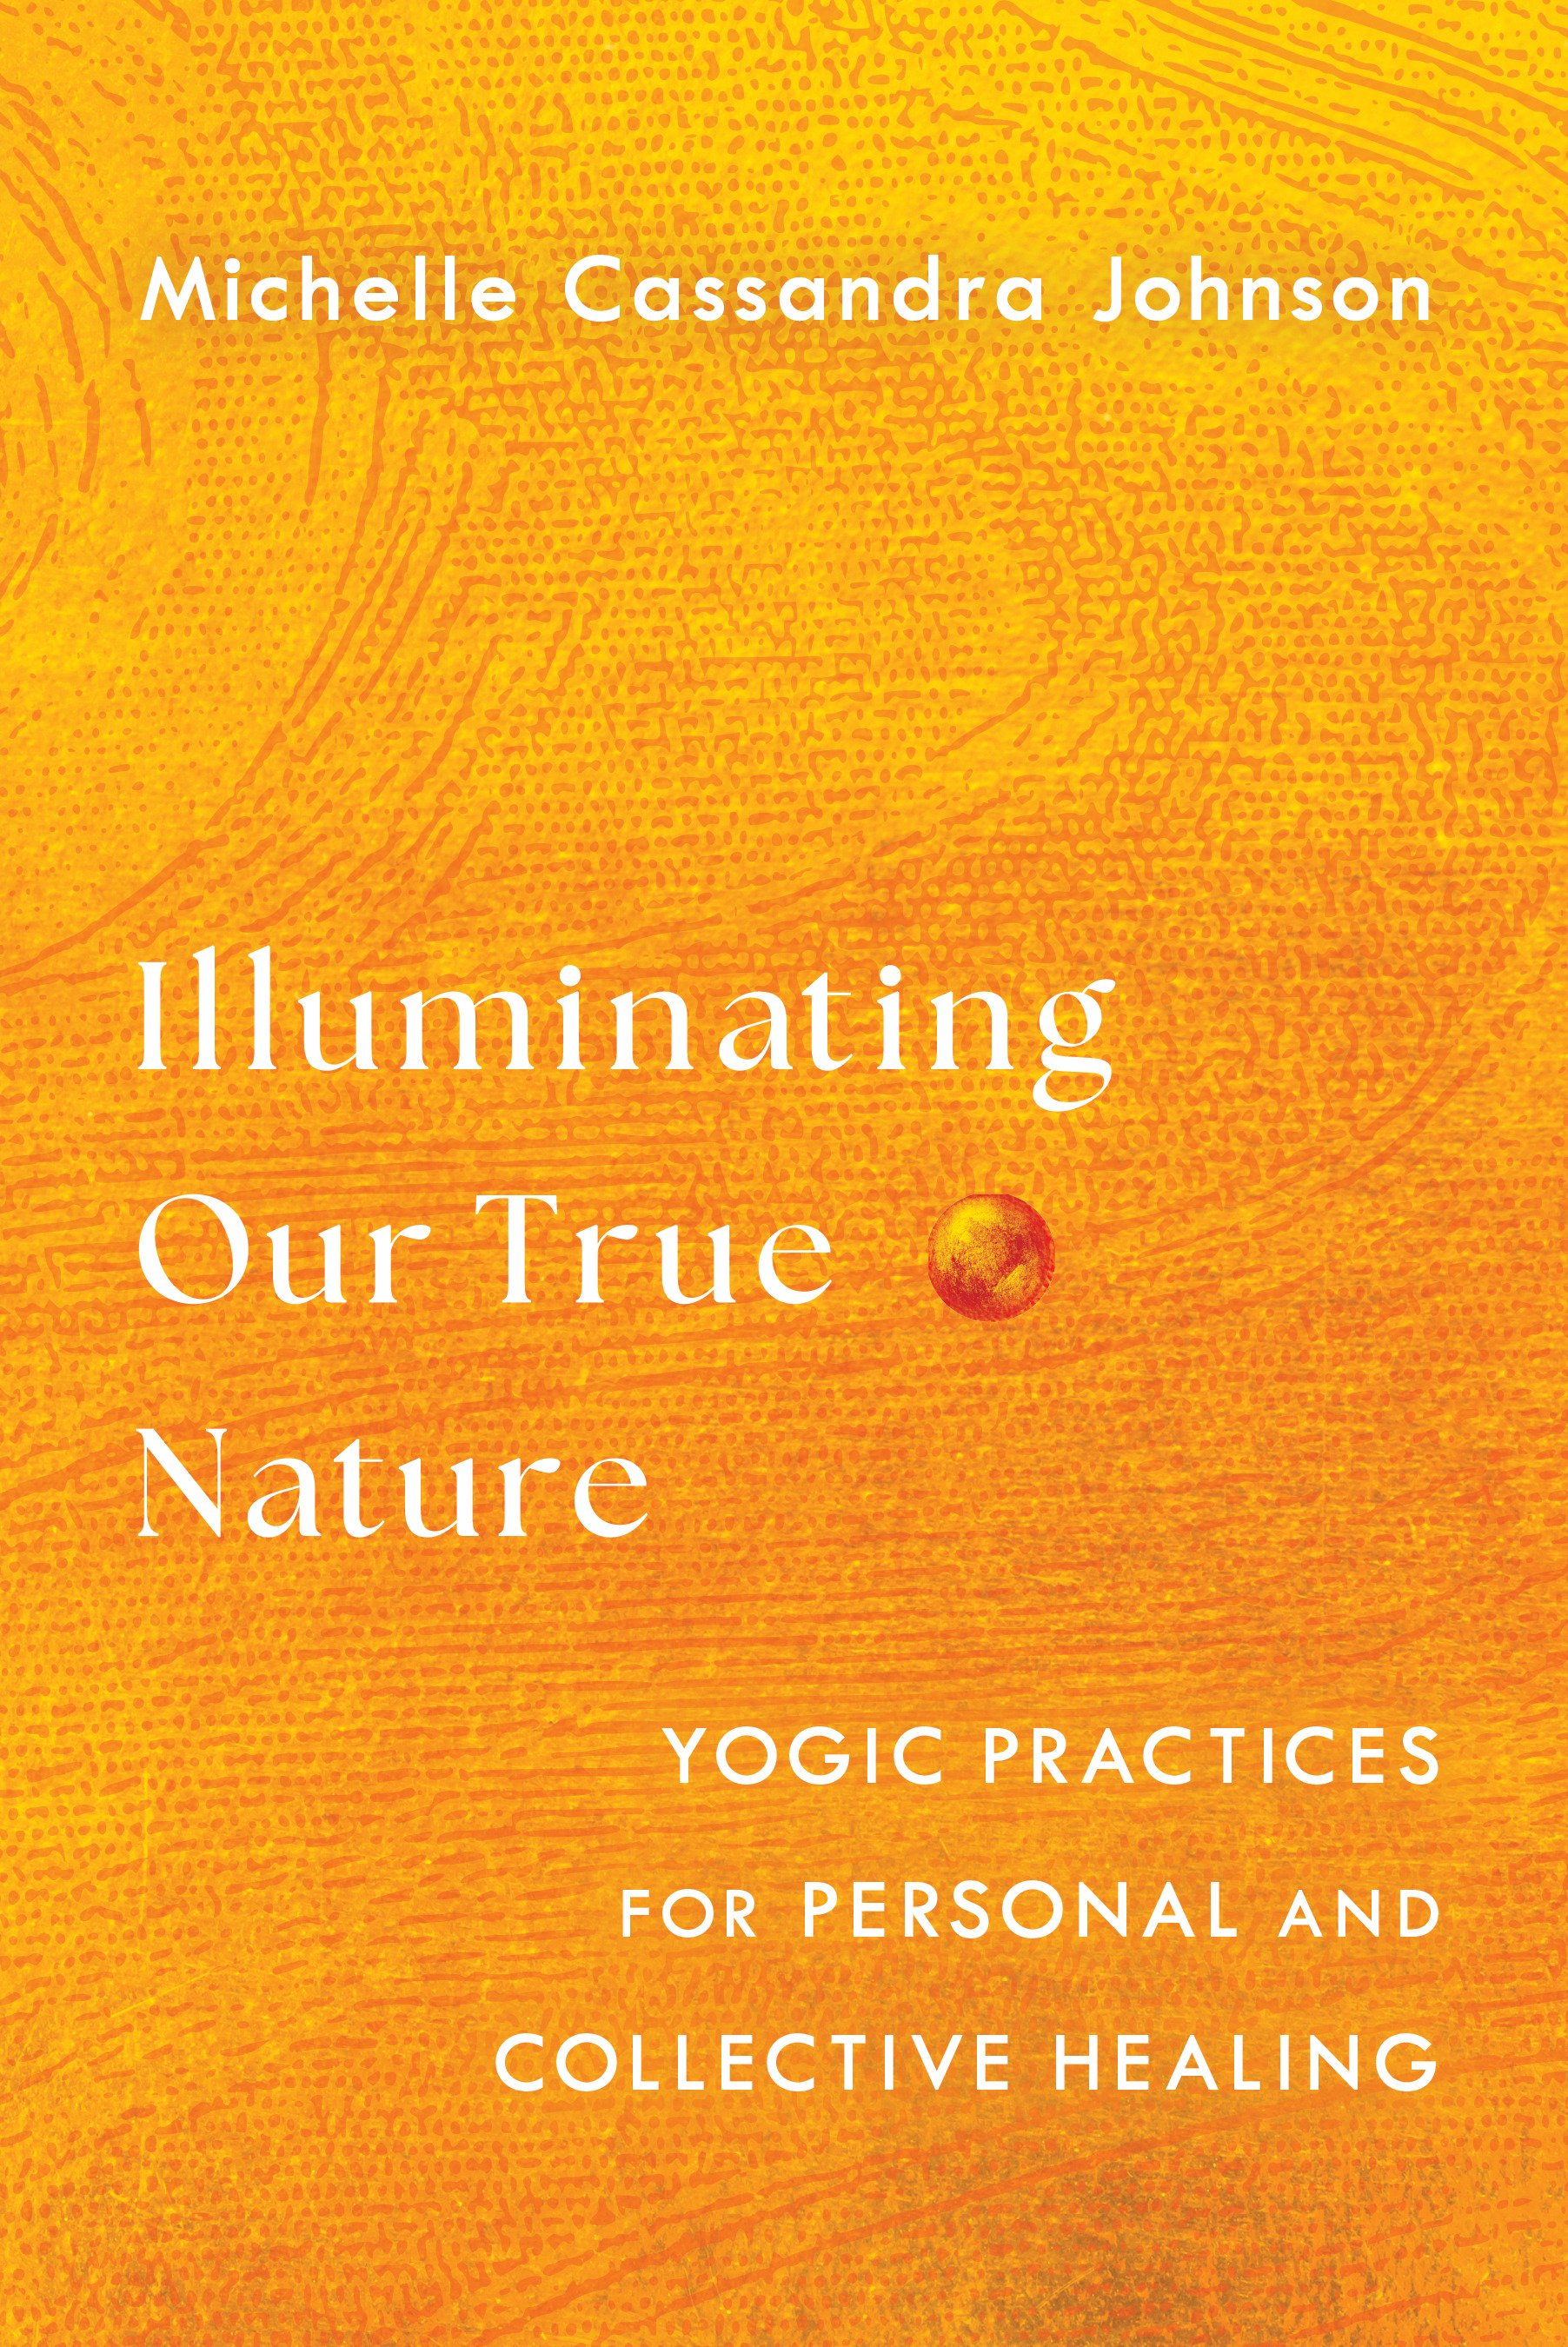 Michelle Cassandra Johnson
Illuminating
Our True
Nature
YOGIC PRACTICES
FOR PERSONAL AND
COLLECTIVE HEALING